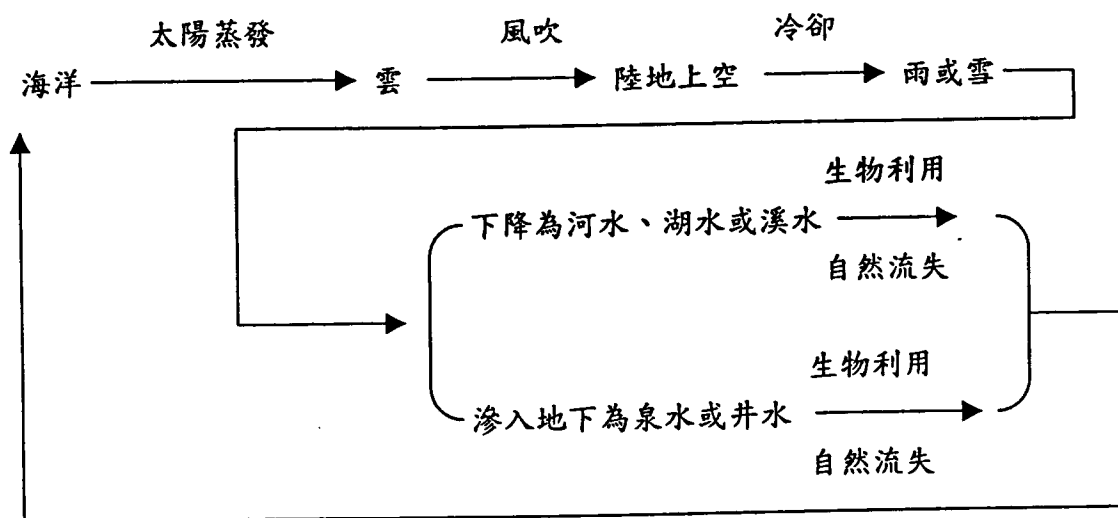 太陽蒸發 風吹 冷卻
海洋 雲 陸地上空 雨或雪
生物利用
下降為河水、湖水或溪水
自然流失
生物利用
滲入地下為泉水或井水
自然流失